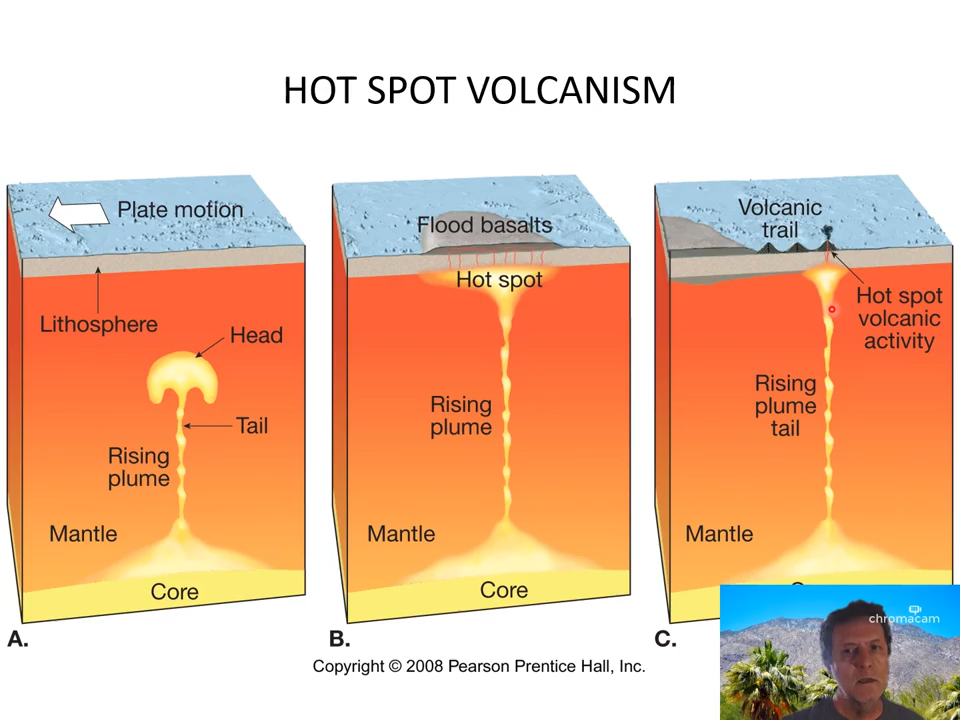 HOT SPOT VOLCANISM
Plate motion
Lithosphere
Head
Tail
Rising
plume
Mantle
Core
A.
Flood basalts
Hot spot
Rising
plume
Mantle
Core
B.
Volcanic
trail
Hot spot
volcanic
activity
Rising
plume
tail
Mantle
C.
chromacam
Copyright © 2008 Pearson Prentice Hall, Inc.